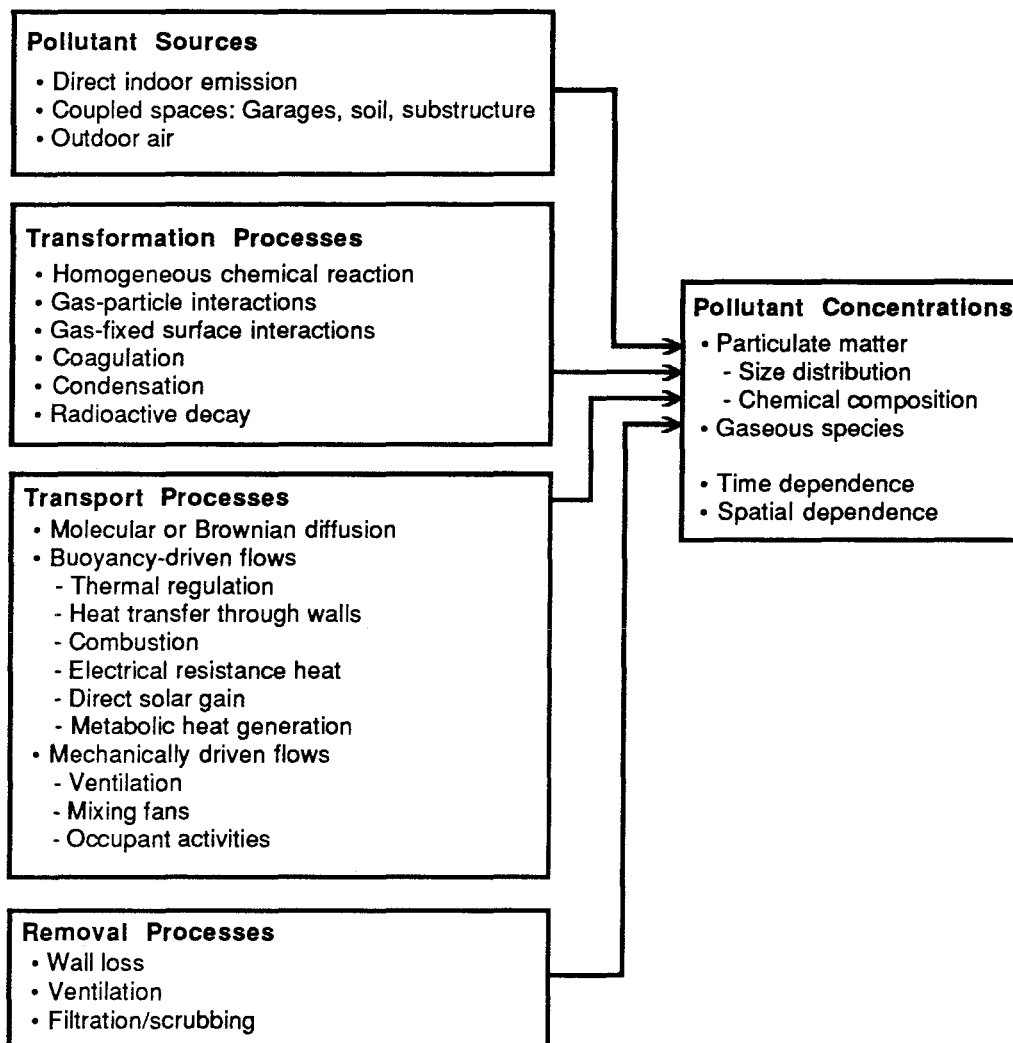 Pollutant Sources
• Direct indoor emission
• Coupled spaces: Garages, soil, substructure
• Outdoor air
Transformation Processes
• Homogeneous chemical reaction
• Gas-particle interactions
• Gas-fixed surface interactions
• Coagulation
• Condensation
• Radioactive decay
Transport Processes
• Molecular or Brownian diffusion
• Buoyancy-driven flows
- Thermal regulation
- Heat transfer through walls
- Combustion
- Electrical resistance heat
- Direct solar gain
- Metabolic heat generation
• Mechanically driven flows
- Ventilation
- Mixing fans
- Occupant activities
Removal Processes
• Wall loss
• Ventilation
• Filtration/scrubbing
Pollutant Concentrations
• Particulate matter
- Size distribution
- Chemical composition
• Gaseous species
• Time dependence
• Spatial dependence